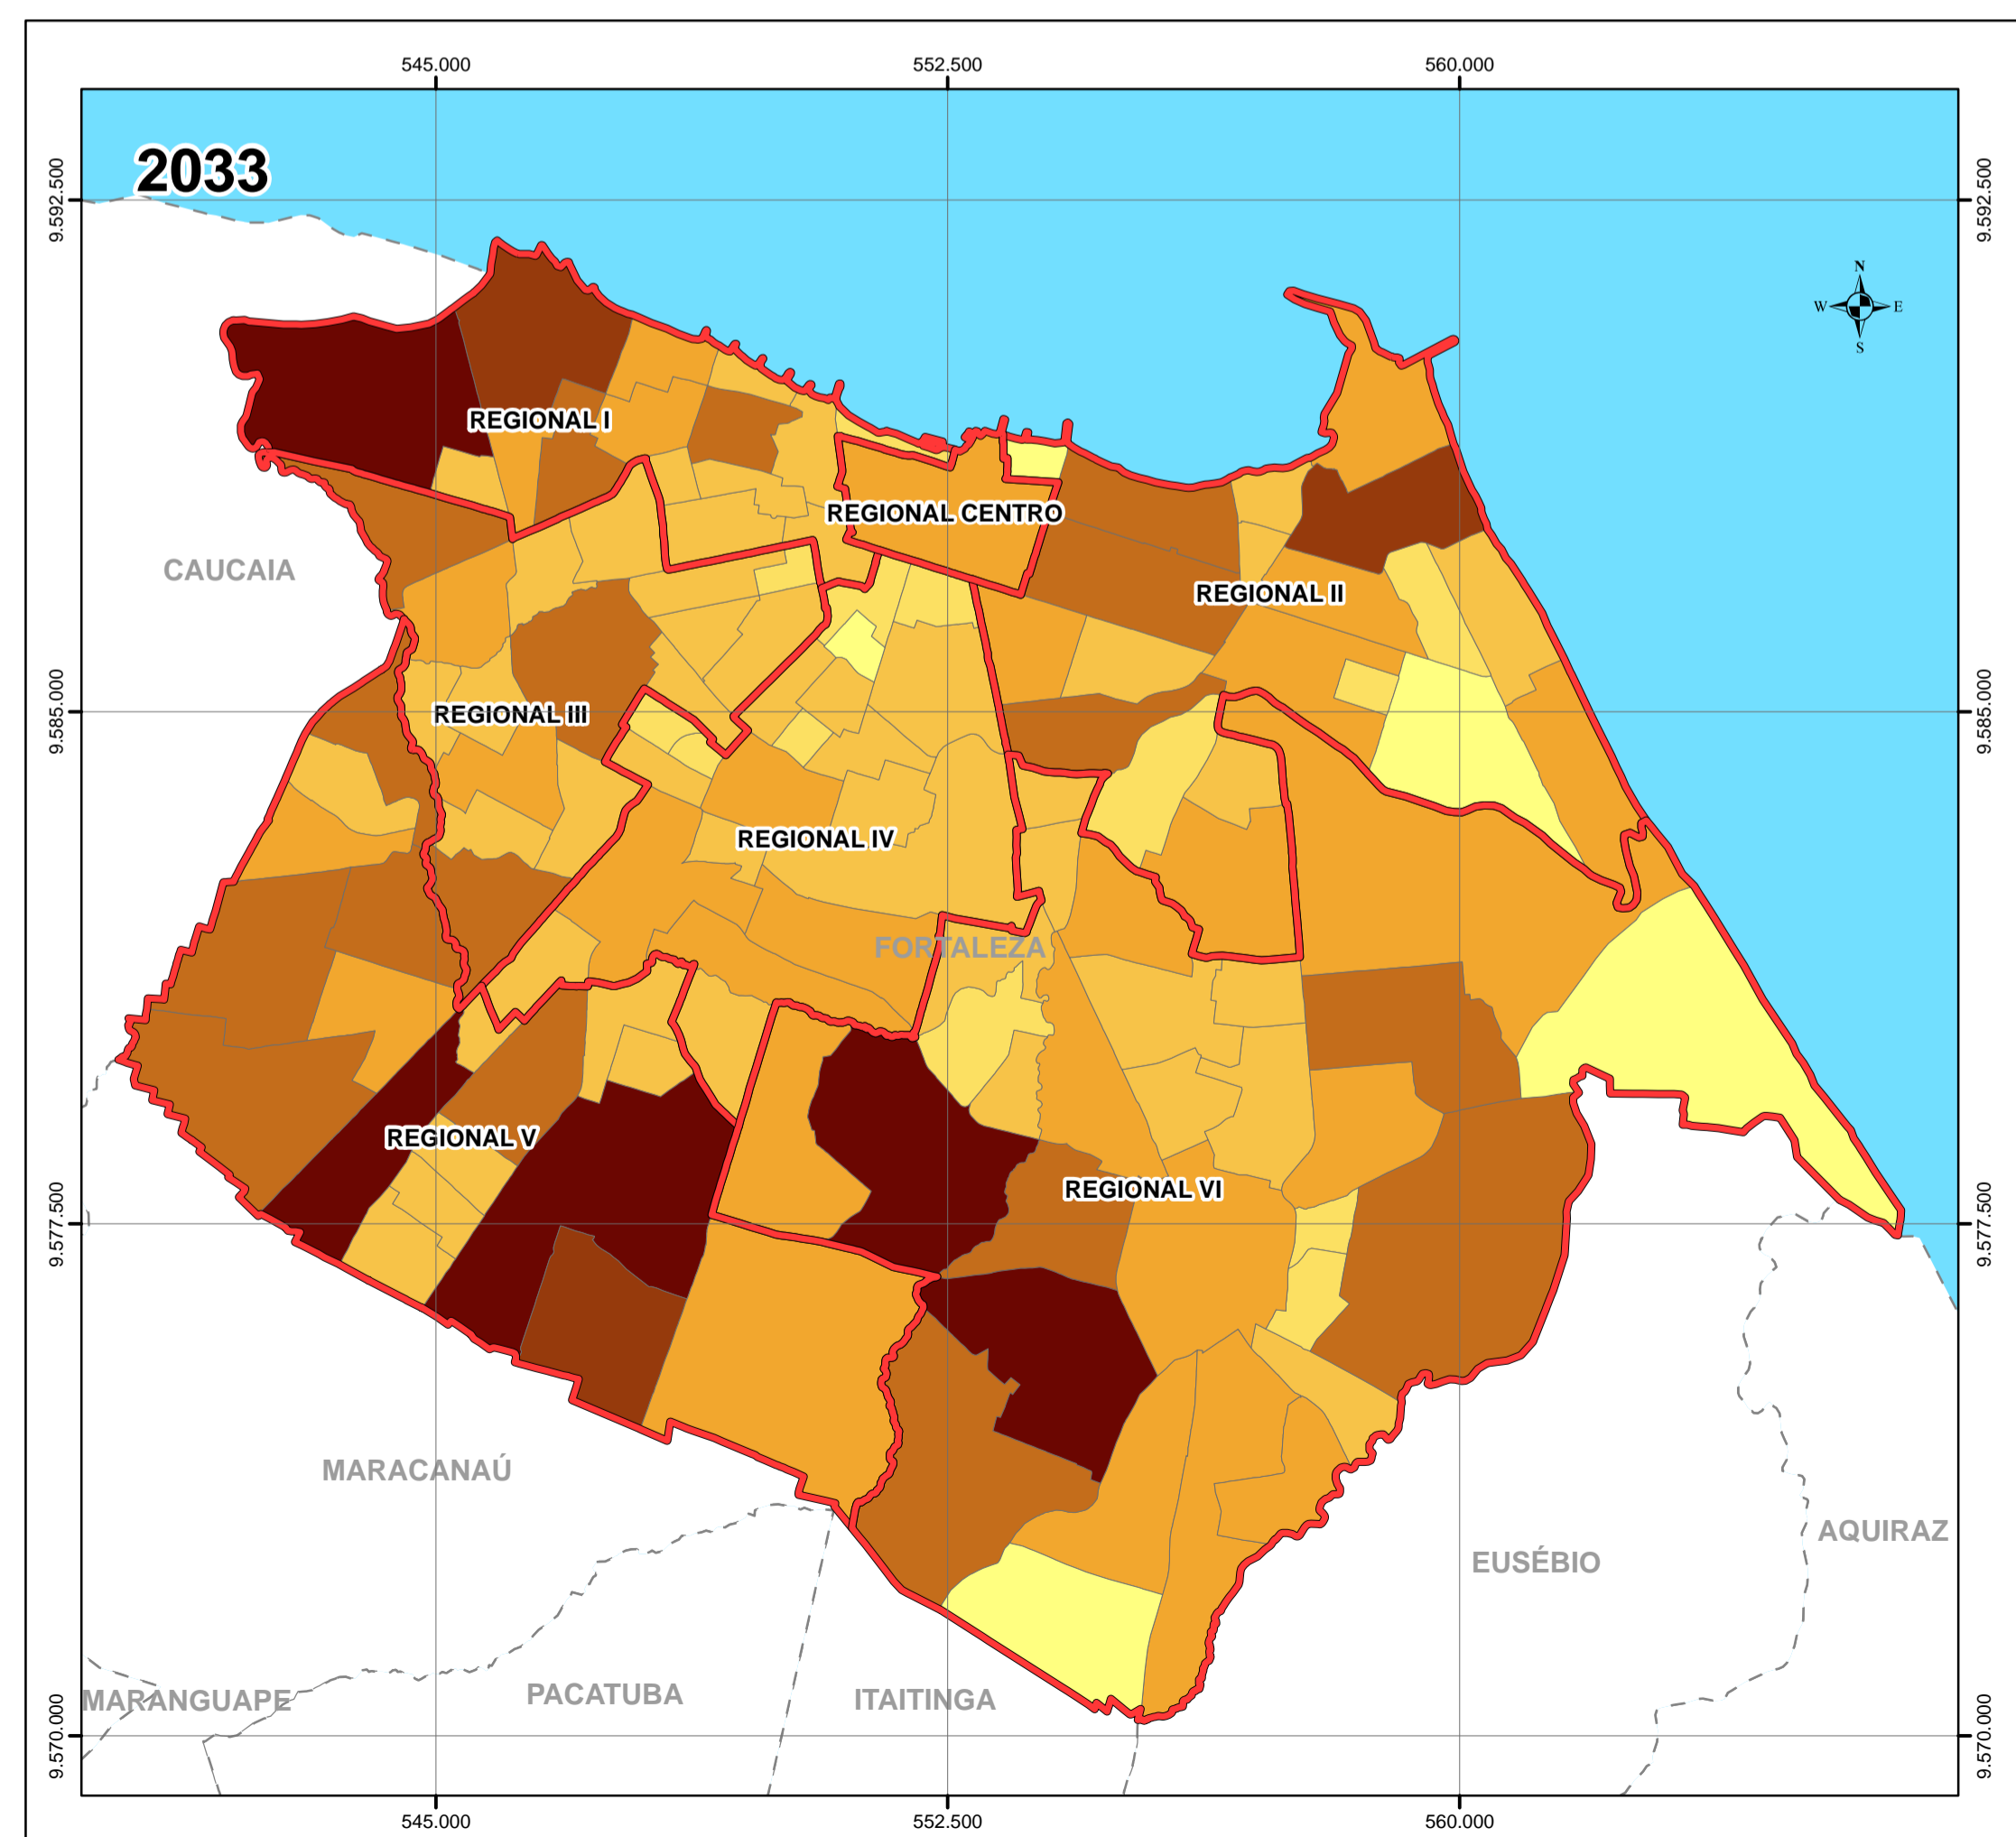 545.000
552.500
560.000
2033
9.592.500
9.592.500
N
W
E
S
REGIONAL I
REGIONAL CENTRO
CAUCAIA
REGIONAL II
9.585.000
REGIONAL III
9.585.000
REGIONAL IV
FORTALEZA
REGIONAL V
REGIONAL VI
9.577.500
9.577.500
MARACANAÚ
AQUIRAZ
EUSÉBIO
MARANGUAPE
PACATUBA
ITAITINGA
9.570.000
9.570.000
545.000
552.500
560.000